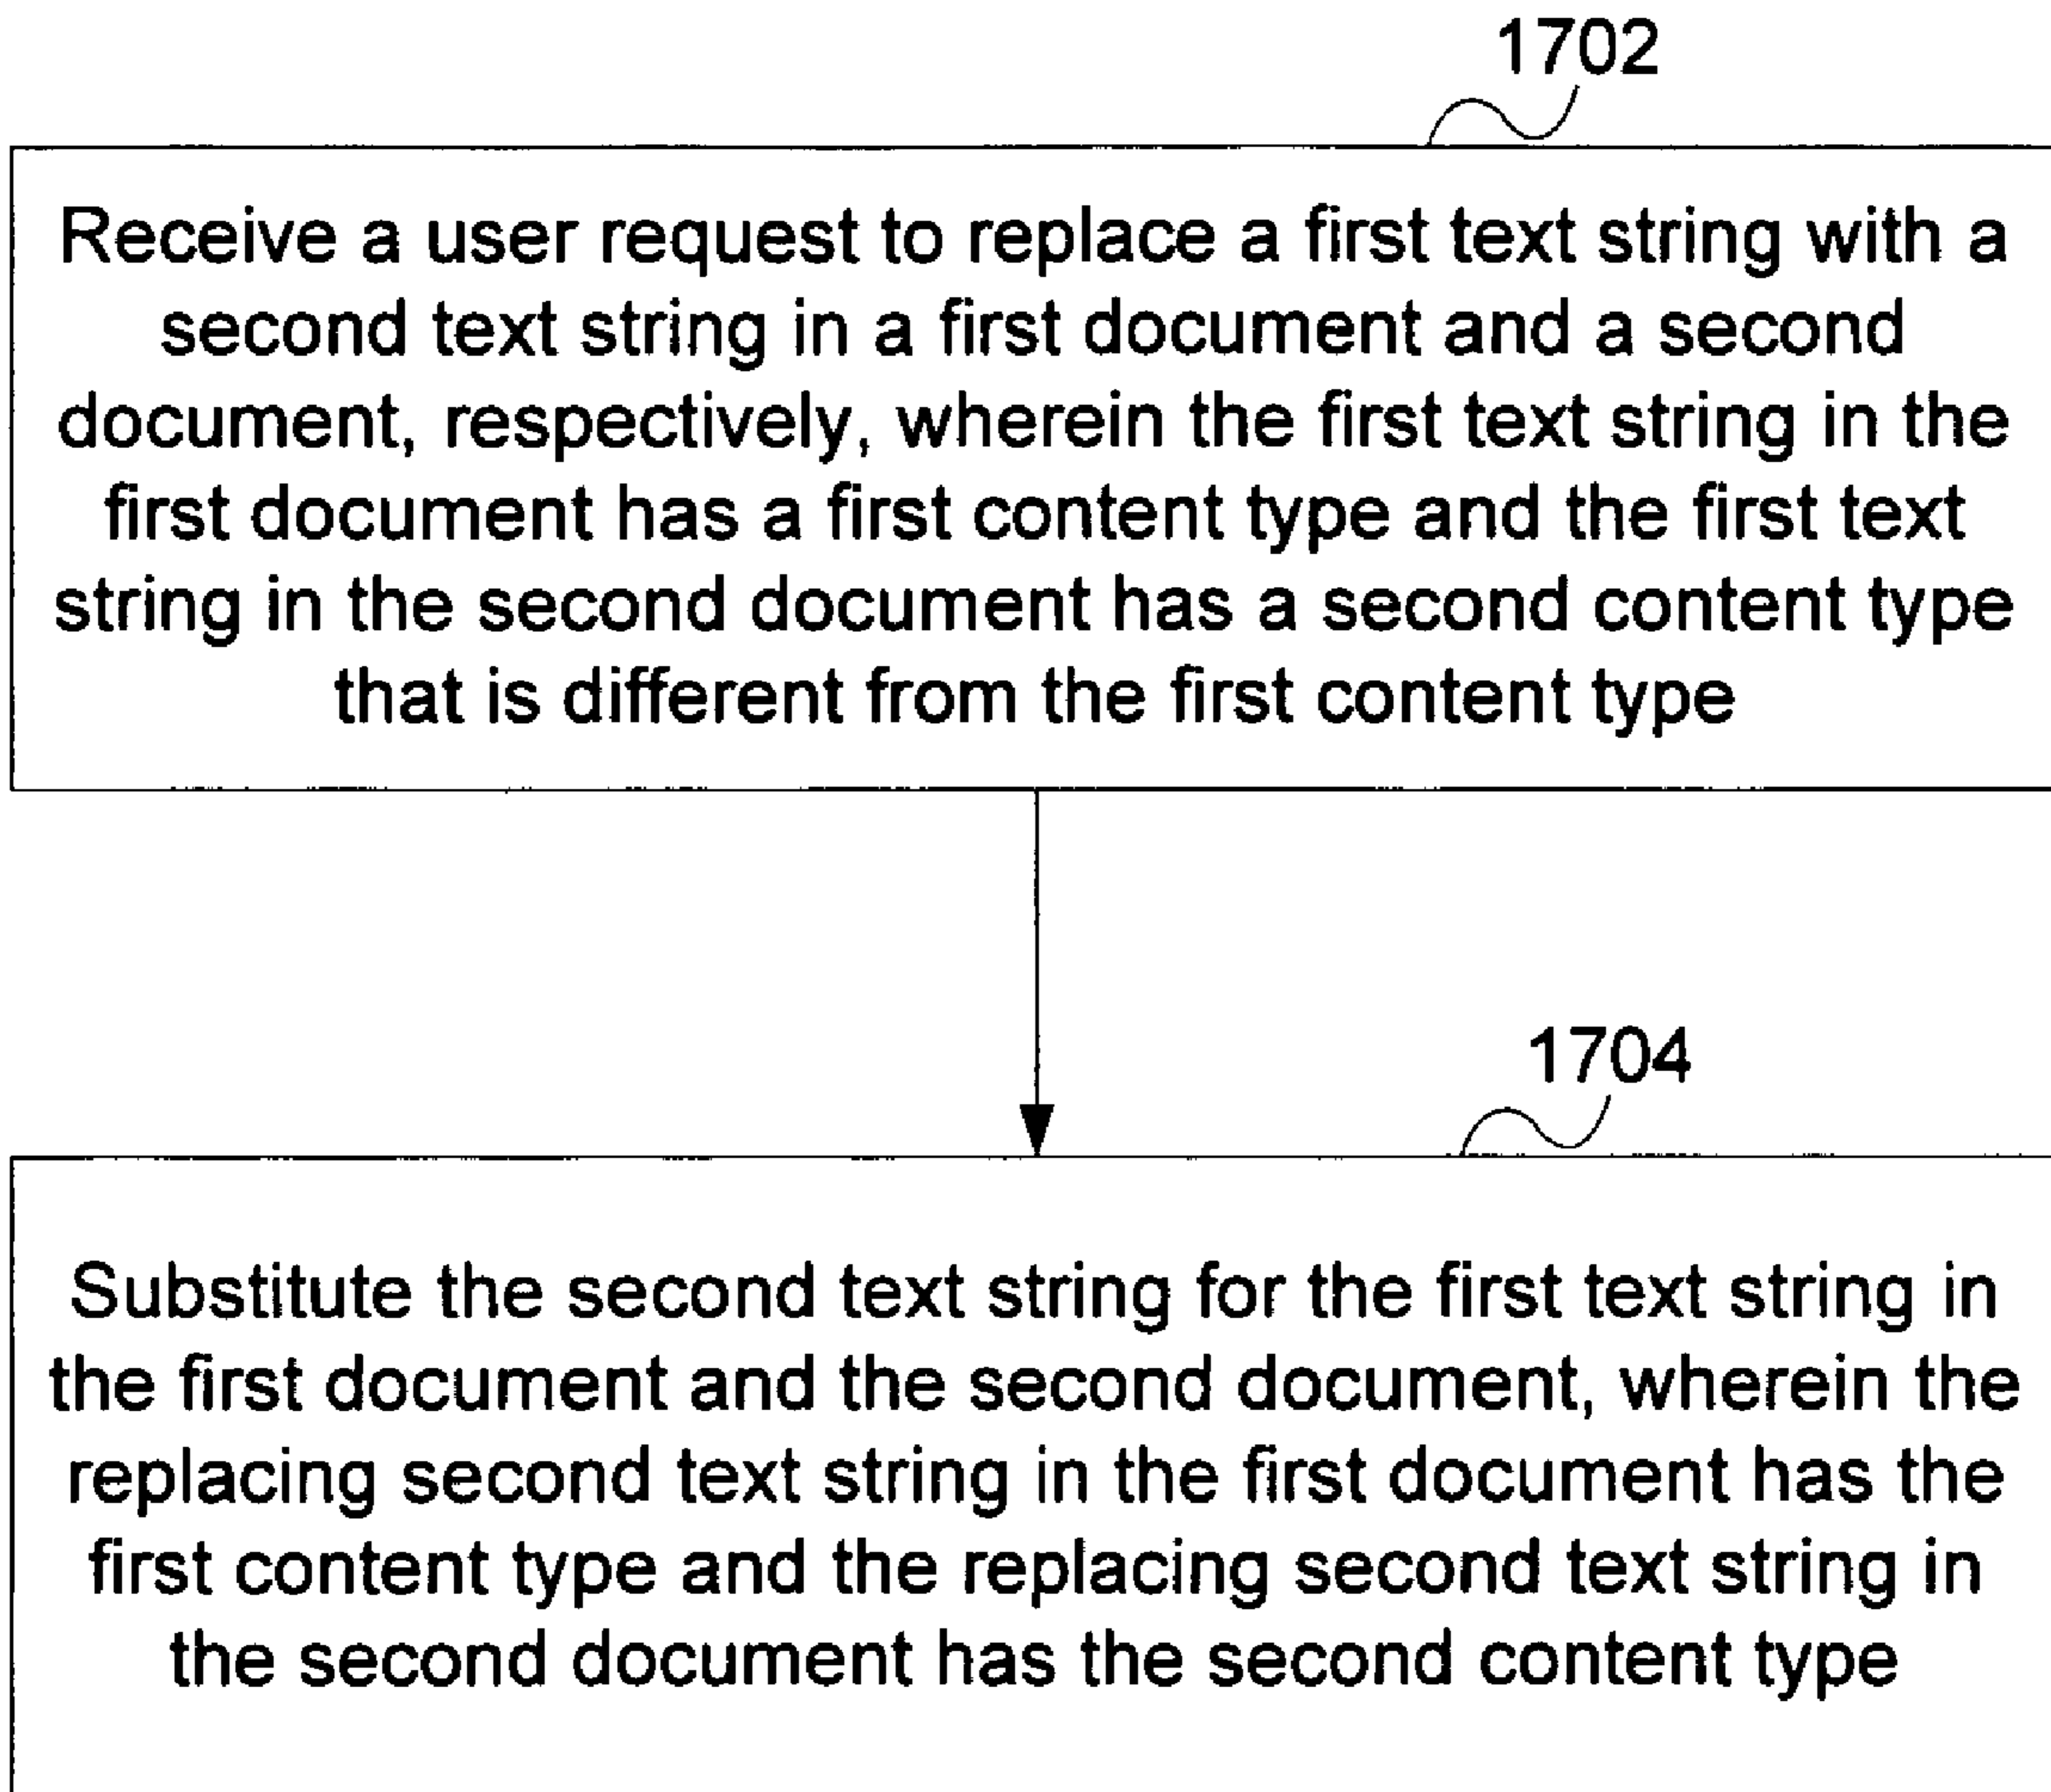 1702
Receive a user request to replace a first text string with a
second text string in a first document and a second
document, respectively, wherein the first text string in the
first document has a first content type and the first text
string in the second document has a second content type
that is different from the first content type
1704
Substitute the second text string for the first text string in
the first document and the second document, wherein the
replacing second text string in the first document has the
first content type and the replacing second text string in
the second document has the second content type